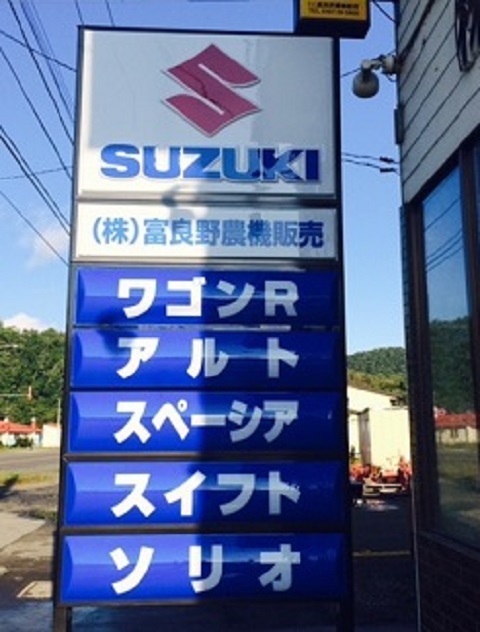 SUZUKI
(株)富良野農機販売
ワゴンR
アルト
スペーシア
スイフト
ソリオ